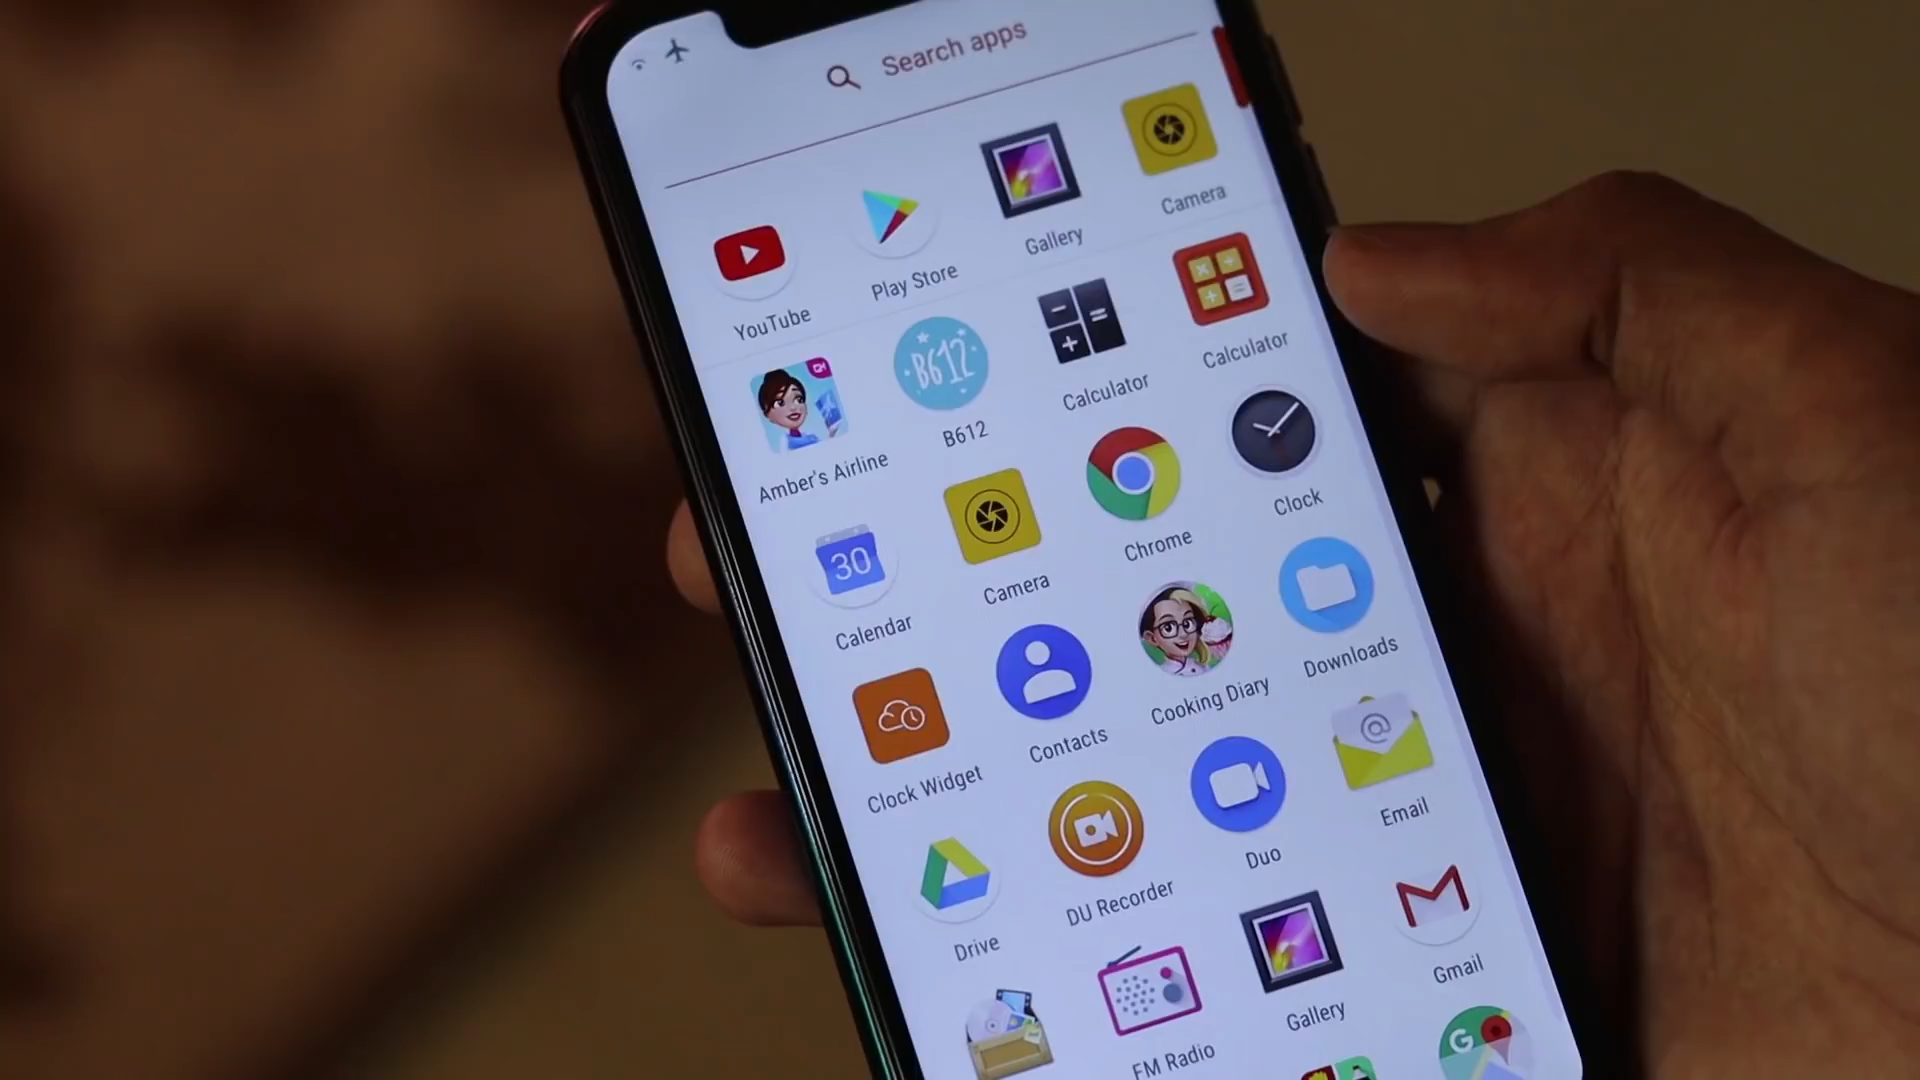 Search apps
YouTube
Play Store
Gallery
Camera
Amber's Airline
B612
B612
Calculator
Calculator
30
Calendar
Camera
Chrome
Clock
Clock Widget
Contacts
Cooking Diary
Downloads
Drive
DU Recorder
Duo
@
Email
FM Radio
Gallery
Gmail
G